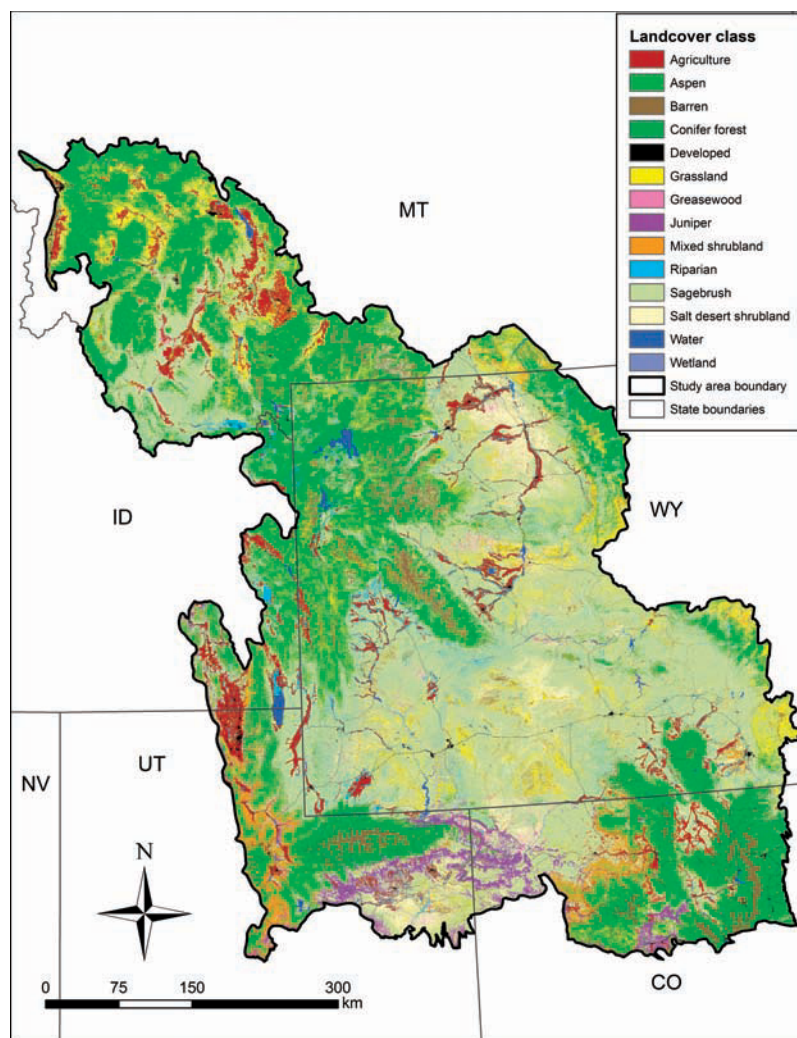 Landcover class
Agriculture
Aspen
Barren
Conifer forest
Developed
Grassland
Greasewood
Juniper
Mixed shrubland
Riparian
Sagebrush
Salt desert shrubland
Water
Wetland
Study area boundary
State boundaries
MT
ID
WY
NV
UT
N
CO
0 75 150 300
km